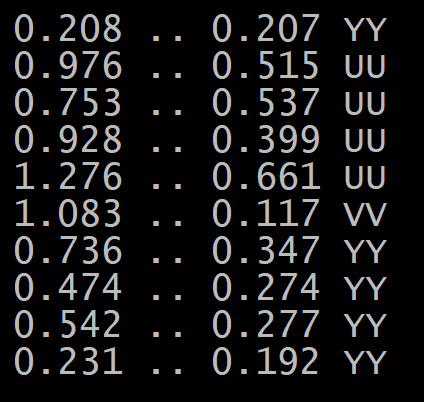 0.208 .. 0.207 YY
0.976 .. 0.515 UU
0.753 .. 0.537 UU
0.928 .. 0.399 UU
1.276 .. 0.661 UU
1.083 .. 0.117 VV
0.736 .. 0.347 YY
0.474 .. 0.274 YY
0.542 .. 0.277 YY
0.231 .. 0.192 YY